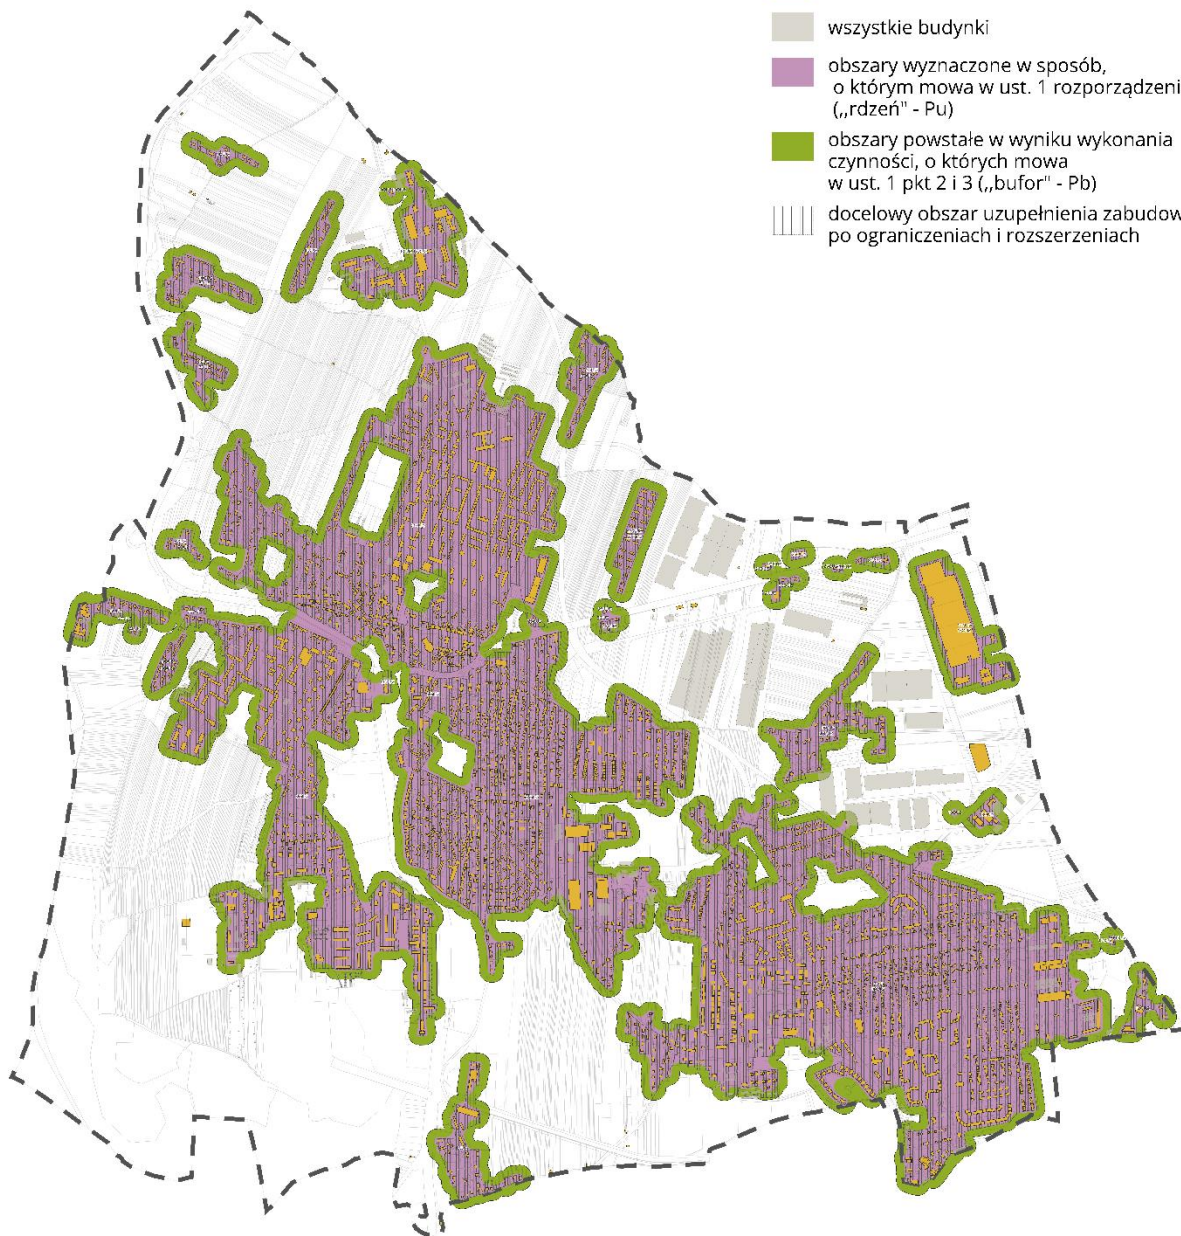 wszystkie budynki
obszary wyznaczone w sposób,
o którym mowa w ust. 1 rozporządzeni
(,,rdzeń" - Pu)
obszary powstałe w wyniku wykonania
czynności, o których mowa
w ust. 1 pkt 2 i 3 (,,bufor" - Pb)
docelowy obszar uzupełnienia zabudow
po ograniczeniach i rozszerzeniach